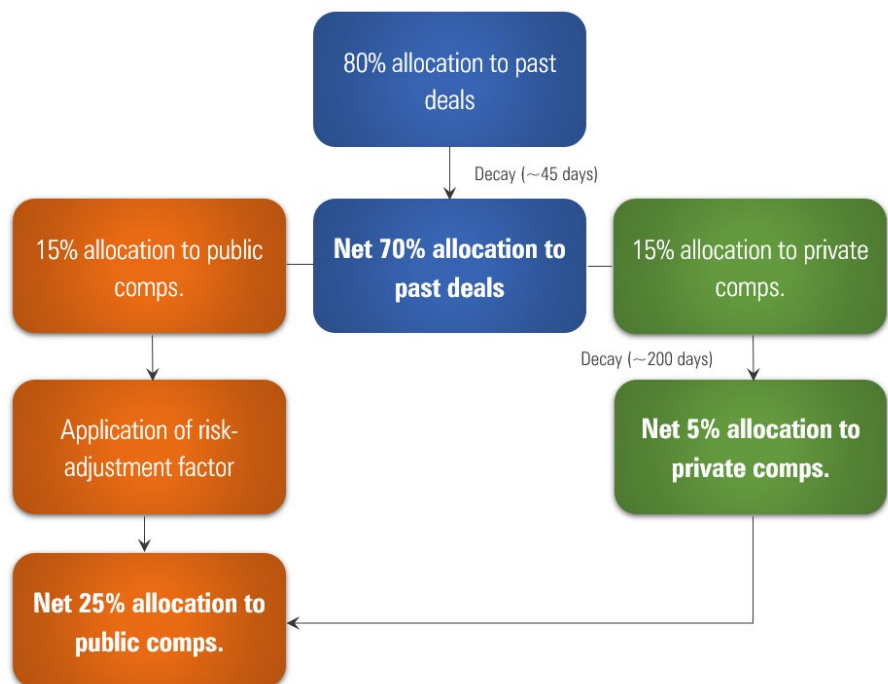 80% allocation to past
deals
Decay (~45 days)
15% allocation to public
comps.
Net 70% allocation to
past deals
15% allocation to private
comps.
Decay (~200 days)
Application of risk-
adjustment factor
Net 5% allocation to
private comps.
Net 25% allocation to
public comps.